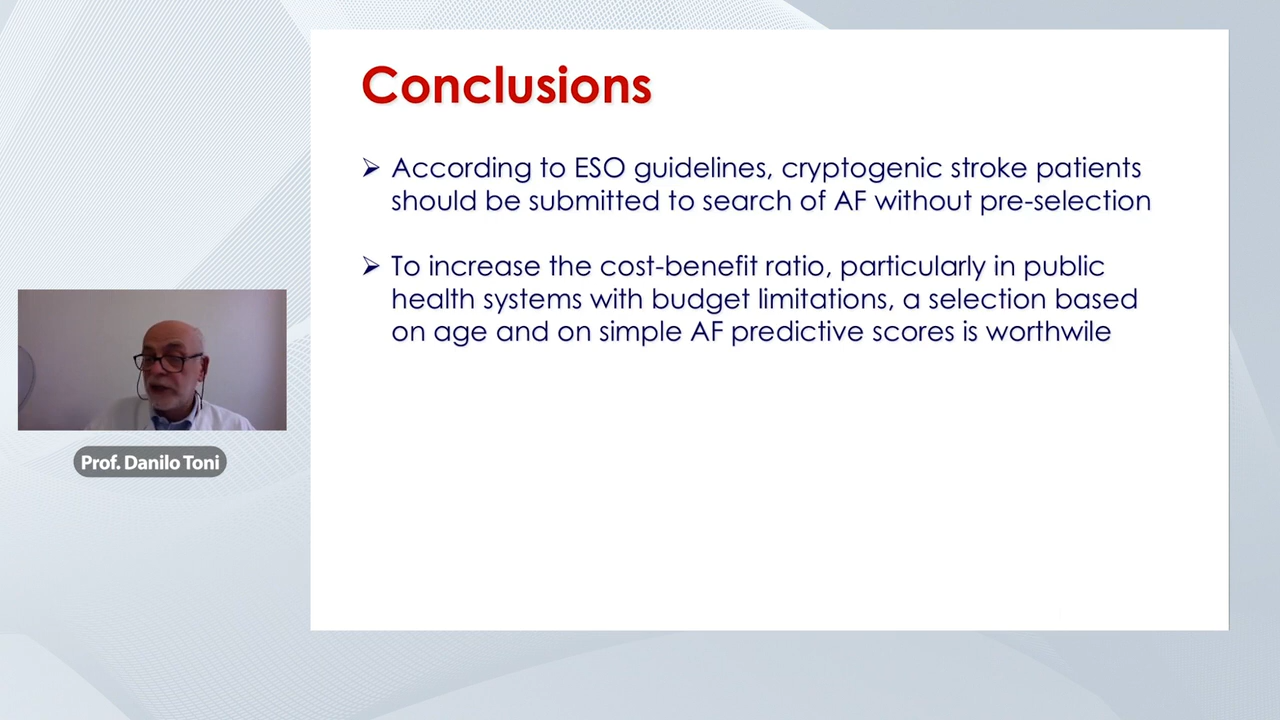 Conclusions
➢ According to ESO guidelines, cryptogenic stroke patients
should be submitted to search of AF without pre-selection
➢ To increase the cost-benefit ratio, particularly in public
health systems with budget limitations, a selection based
on age and on simple AF predictive scores is worthwile
Prof. Danilo Toni